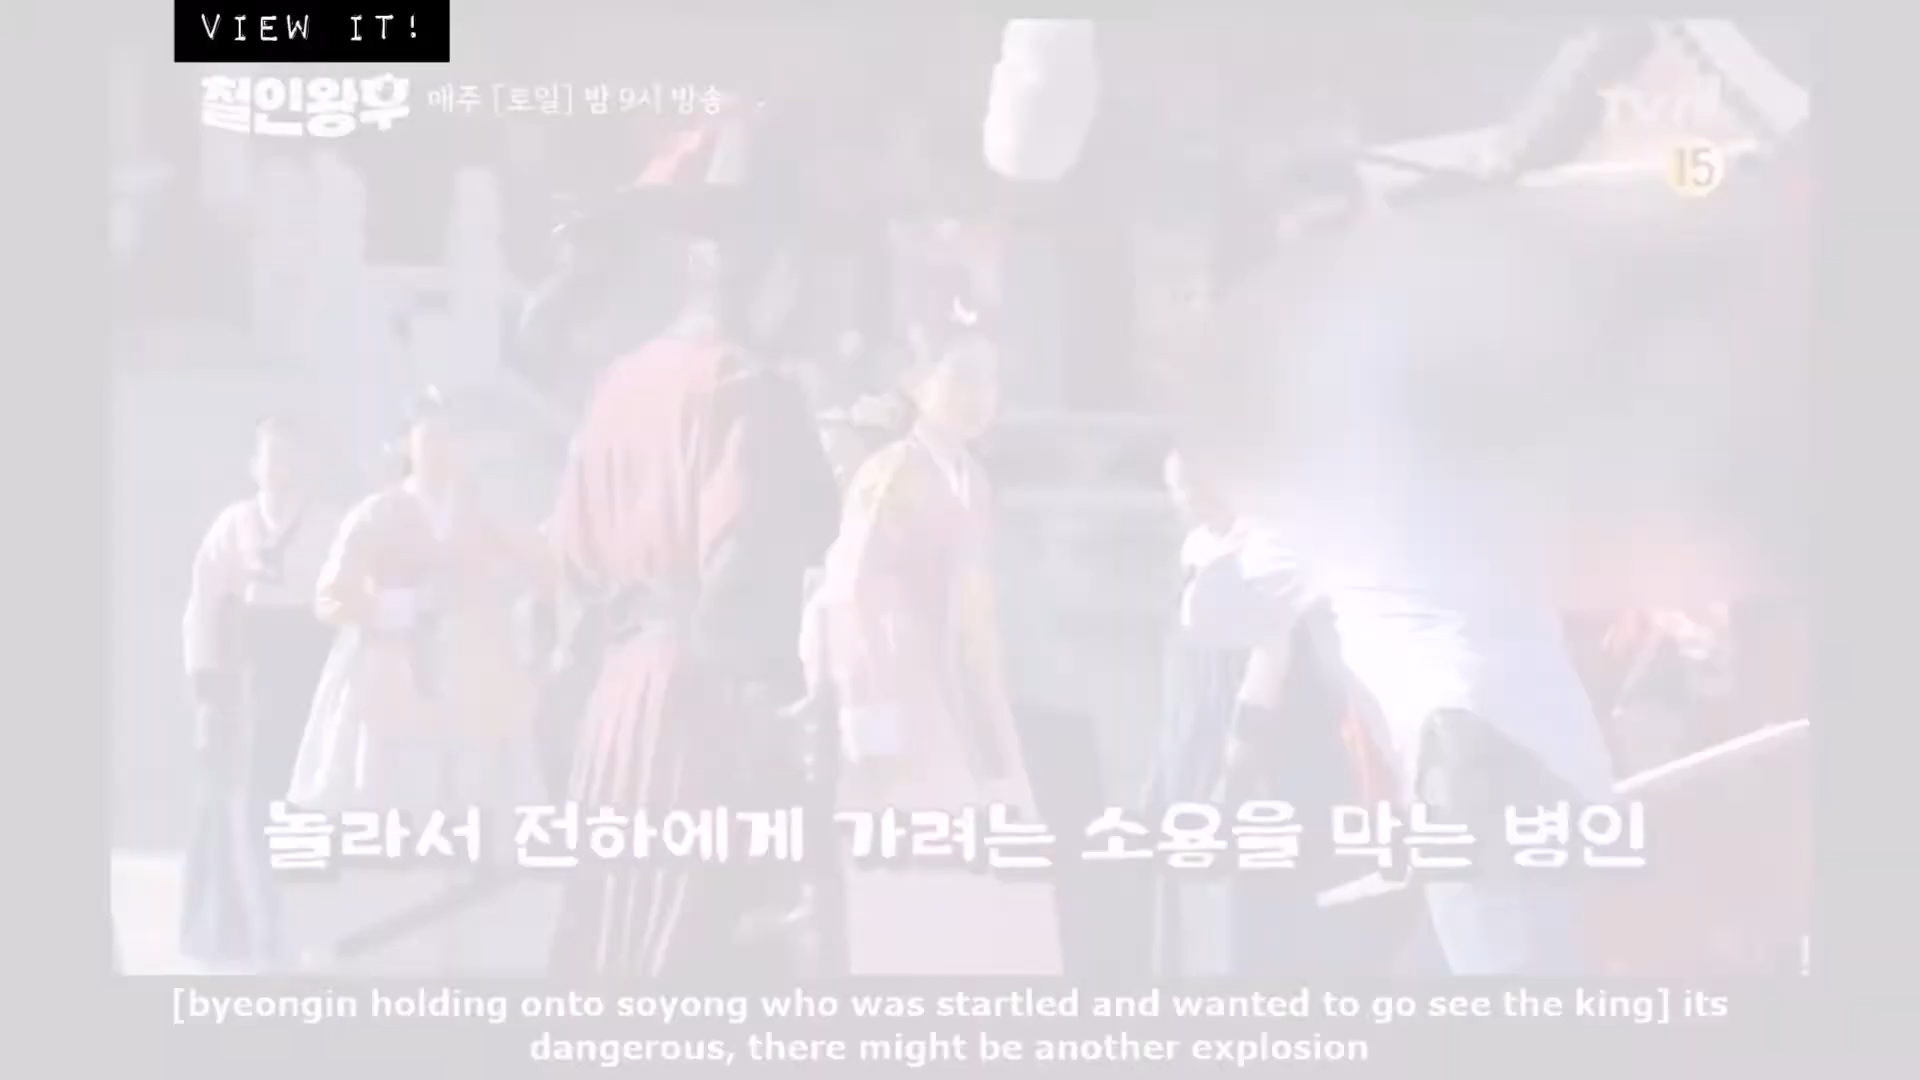 VIEW IT!
철인왕후 매주 [토일] 밤 9시 방송
tvN
15
놀라서 전하에게 가려는 소용을 막는 병인
[byeongin holding onto soyong who was startled and wanted to go see the king] its
dangerous, there might be another explosion